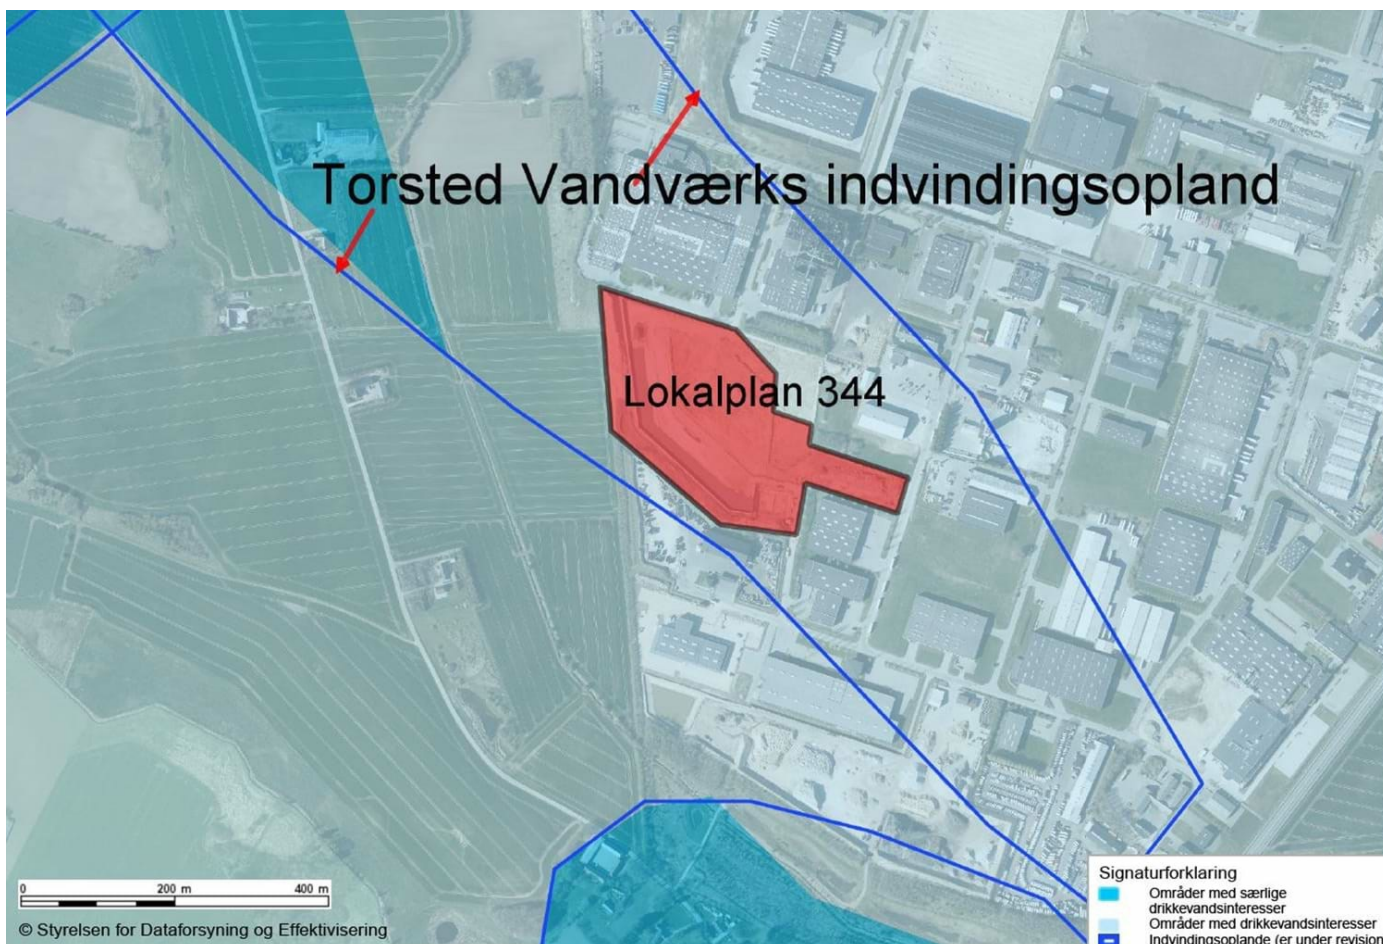 Torsted Vandværks indvindingsopland
Lokalplan 344
0 200 m 400 m
© Styrelsen for Dataforsyning og Effektivisering
Signaturforklaring
Områder med særlige
drikkevandsinteresser
Områder med drikkevandsinteresser
Indvindingsoplande (er under revision